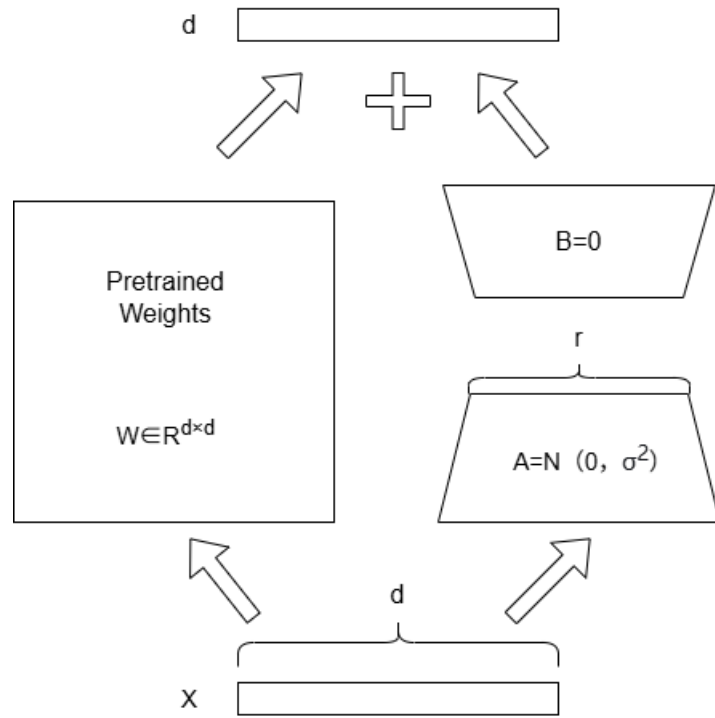 d
Pretrained
Weights
W∈R^{d×d}
B=0
r
A=N（0，σ^2）
d
X